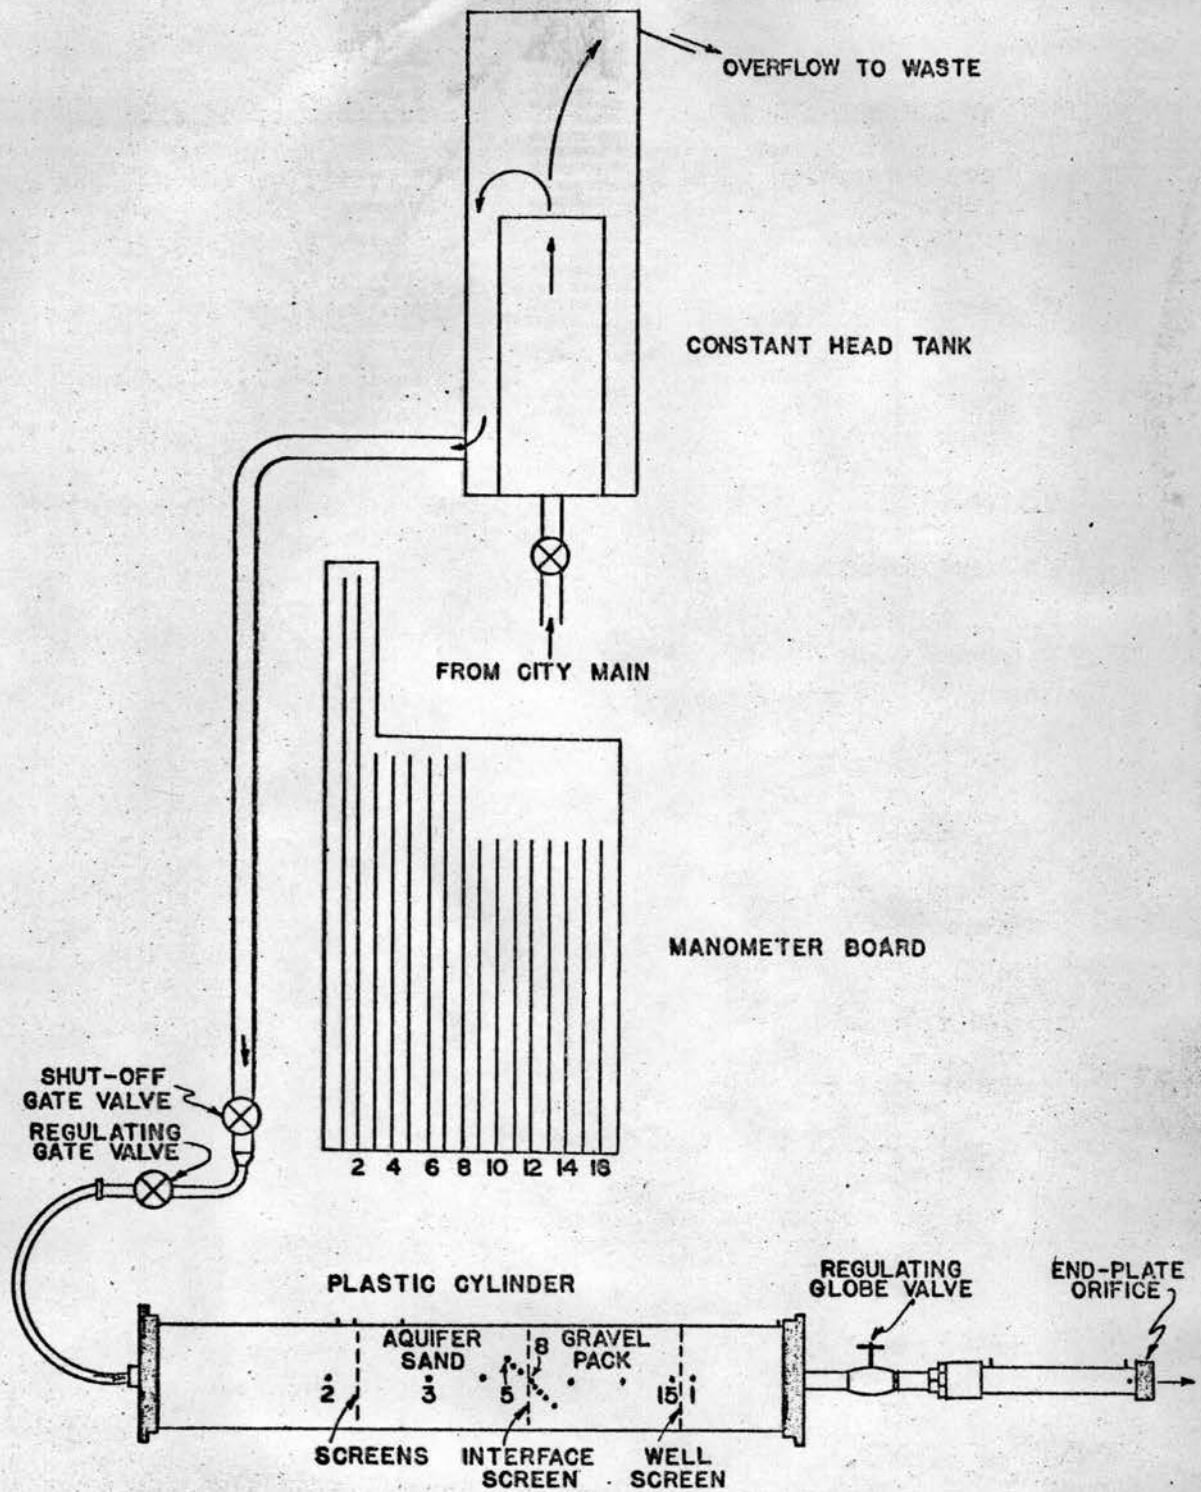 OVERFLOW TO WASTE
CONSTANT HEAD TANK
FROM CITY MAIN
MANOMETER BOARD
SHUT-OFF
GATE VALVE
REGULATING
GATE VALVE
2 4 6 8 10 12 14 16
PLASTIC CYLINDER
REGULATING
GLOBE VALVE
END-PLATE
ORIFICE
AQUIFER
SAND
8
GRAVEL
PACK
2 3 5 15 1
SCREENS
INTERFACE
SCREEN
WELL
SCREEN